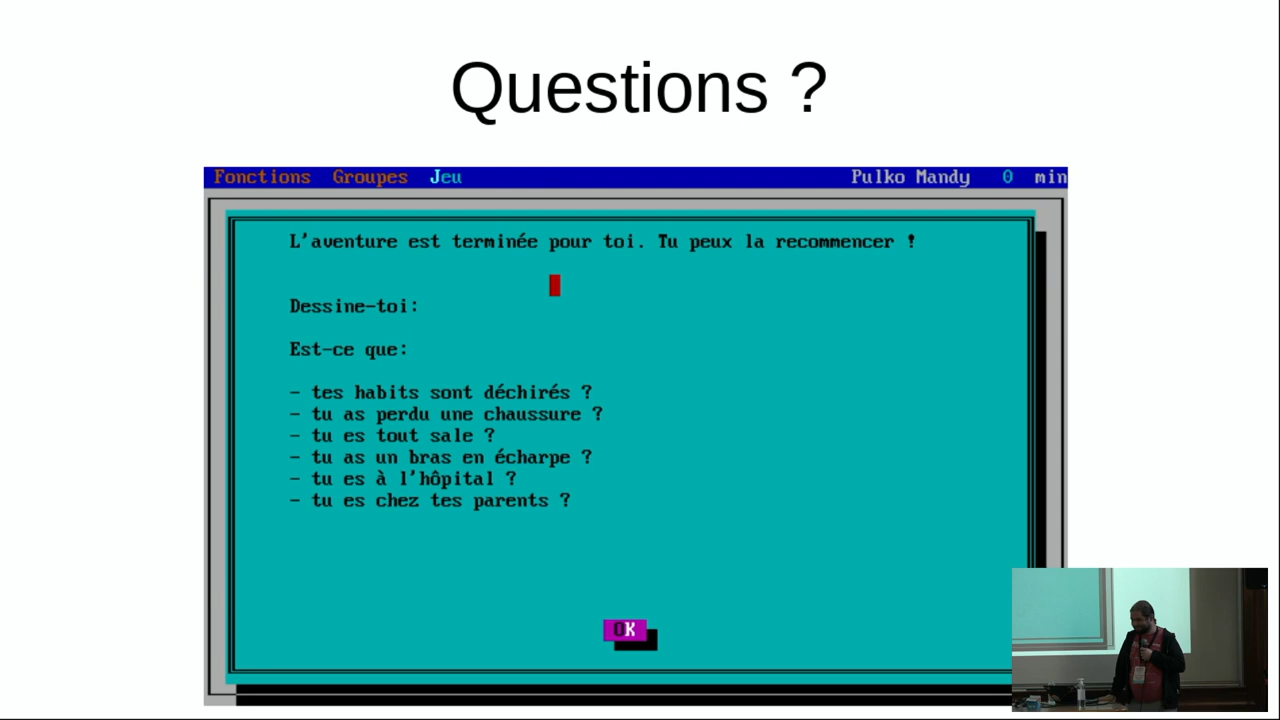 Questions ?
Fonctions Groupes Jeu Pulko Mandy 0 min
L'aventure est terminée pour toi. Tu peux la recommencer !
Dessine-toi:
Est-ce que:
- tes habits sont déchirés ?
- tu as perdu une chaussure ?
- tu es tout sale ?
- tu as un bras en écharpe ?
- tu es à l'hôpital ?
- tu es chez tes parents ?
OK